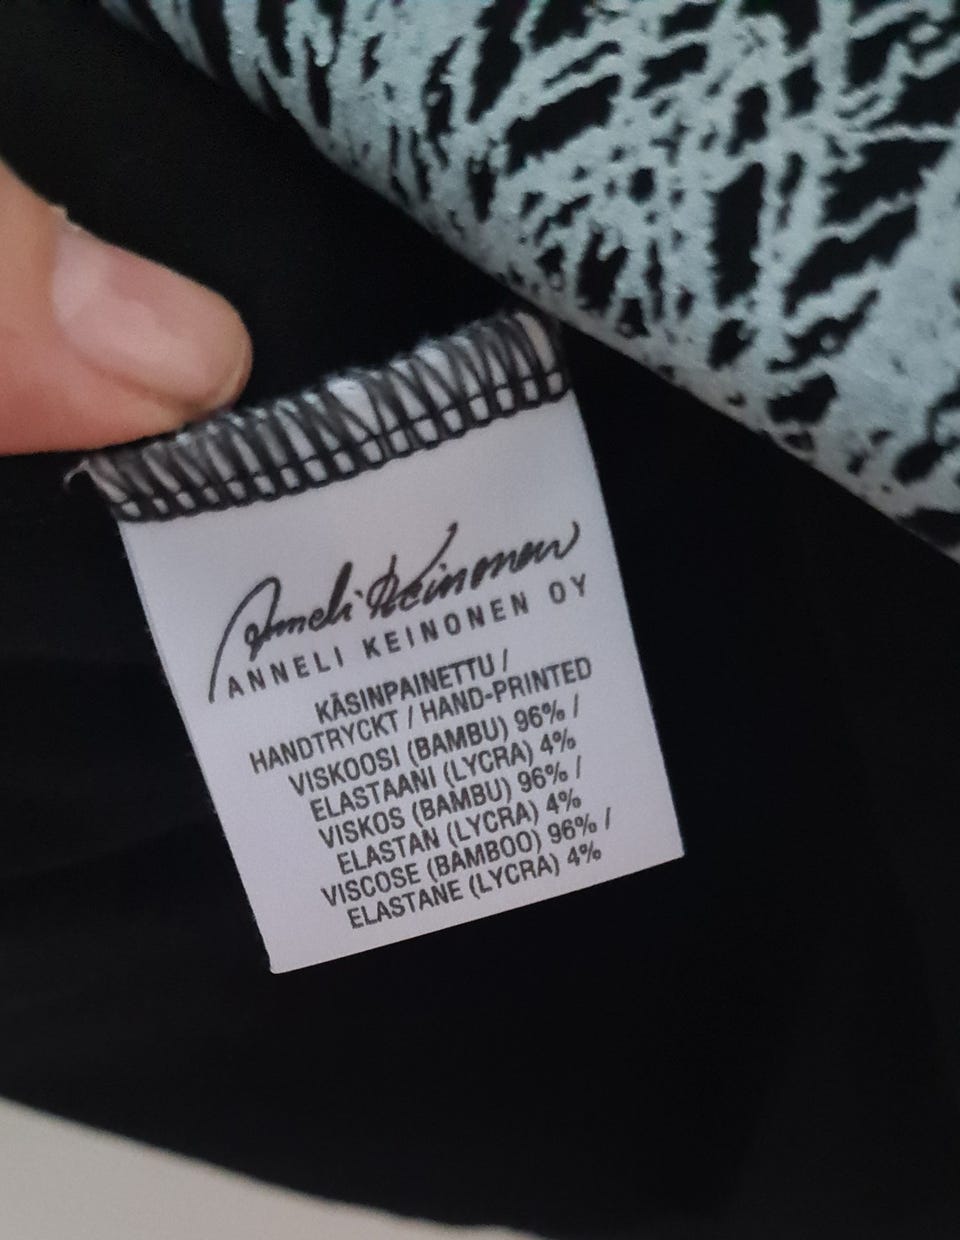 Anneli Keinonen
ANNELI KEINONEN OY
KÄSINPAINETTU /
HANDTRYCKT / HAND-PRINTED
VISKOOSI (BAMBU) 96% /
ELASTAANI (LYCRA) 4%
VISKOS (BAMBU) 96% /
ELASTAN (LYCRA) 4%
VISCOSE (BAMBOO) 96% /
ELASTANE (LYCRA) 4%